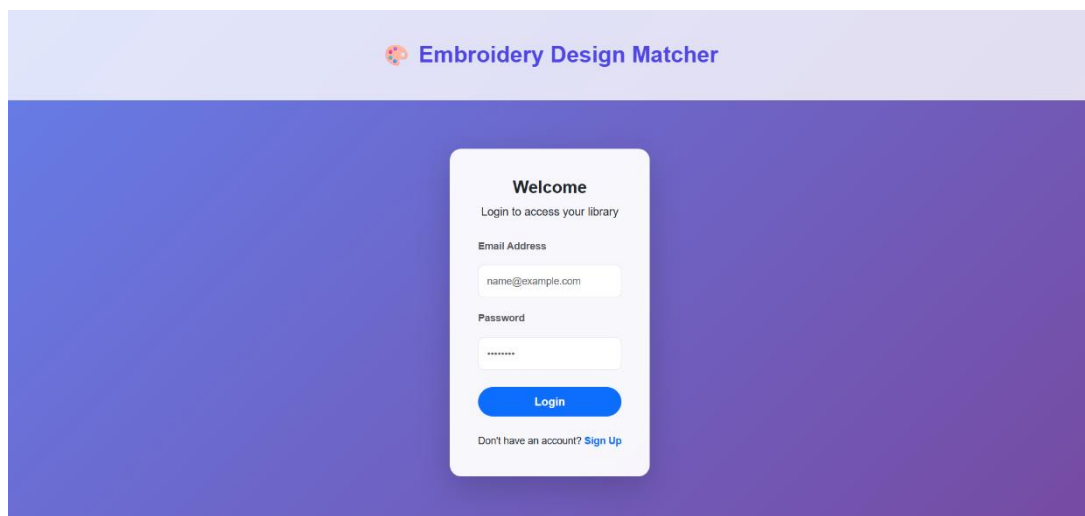 Embroidery Design Matcher
Welcome
Login to access your library
Email Address
name@example.com
Password
••••••••
Login
Don't have an account? Sign Up